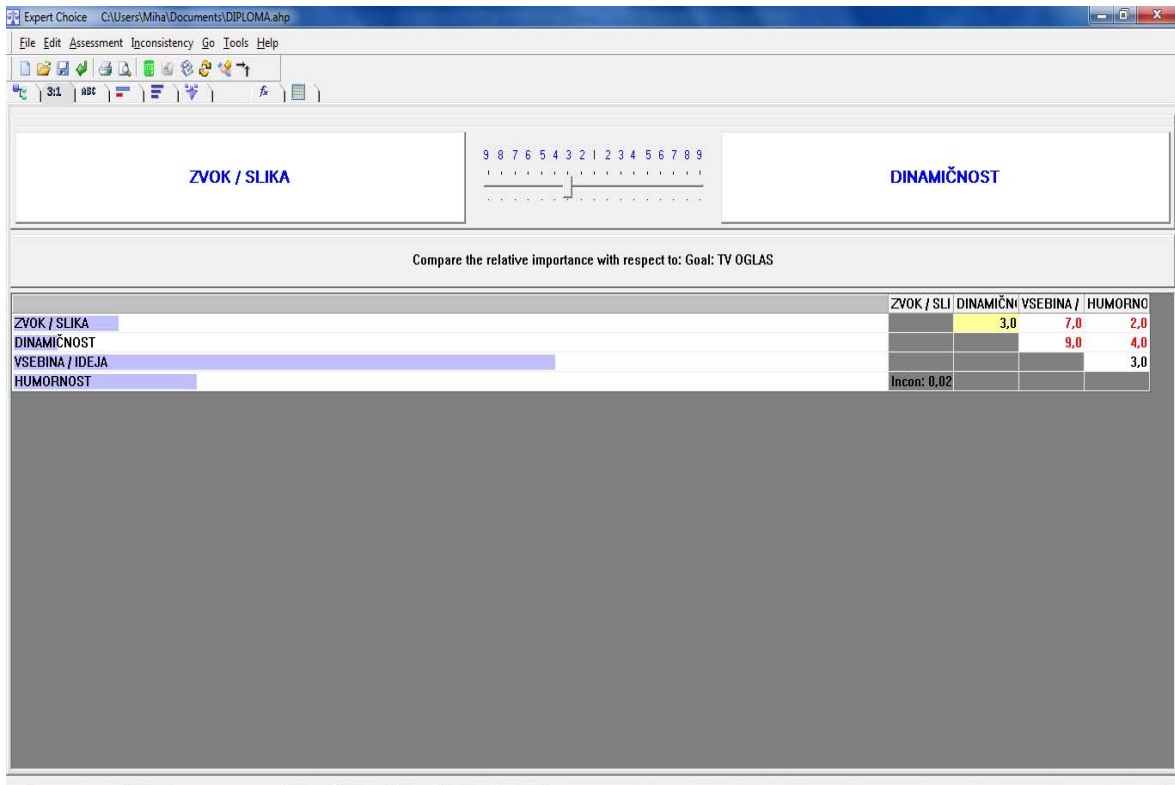 Expert Choice C:\Users\Miha\Documents\DIPLOMA.ahp
File Edit Assessment Inconsistency Go Tools Help
3:1 ABC fx
ZVOK / SLIKA
9 8 7 6 5 4 3 2 1 2 3 4 5 6 7 8 9
DINAMIČNOST
Compare the relative importance with respect to: Goal: TV OGLAS
ZVOK / SLI DINAMIČN VSEBINA / HUMORNO
ZVOK / SLIKA 3,0 7,0 2,0
DINAMIČNOST 9,0 4,0
VSEBINA / IDEJA 3,0
HUMORNOST Incon: 0,02